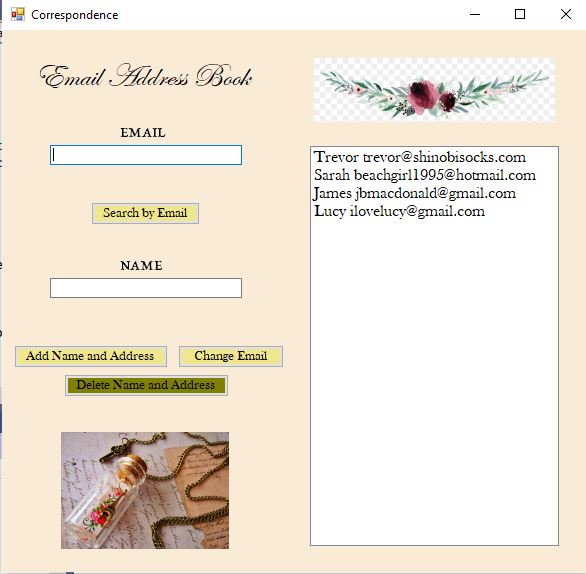 Correspondence
Email Address Book
EMAIL
Search by Email
NAME
Add Name and Address
Change Email
Delete Name and Address
Trevor trevor@shinobisocks.com
Sarah beachgirl1995@hotmail.com
James jbmacdonald@gmail.com
Lucy ilovelucy@gmail.com